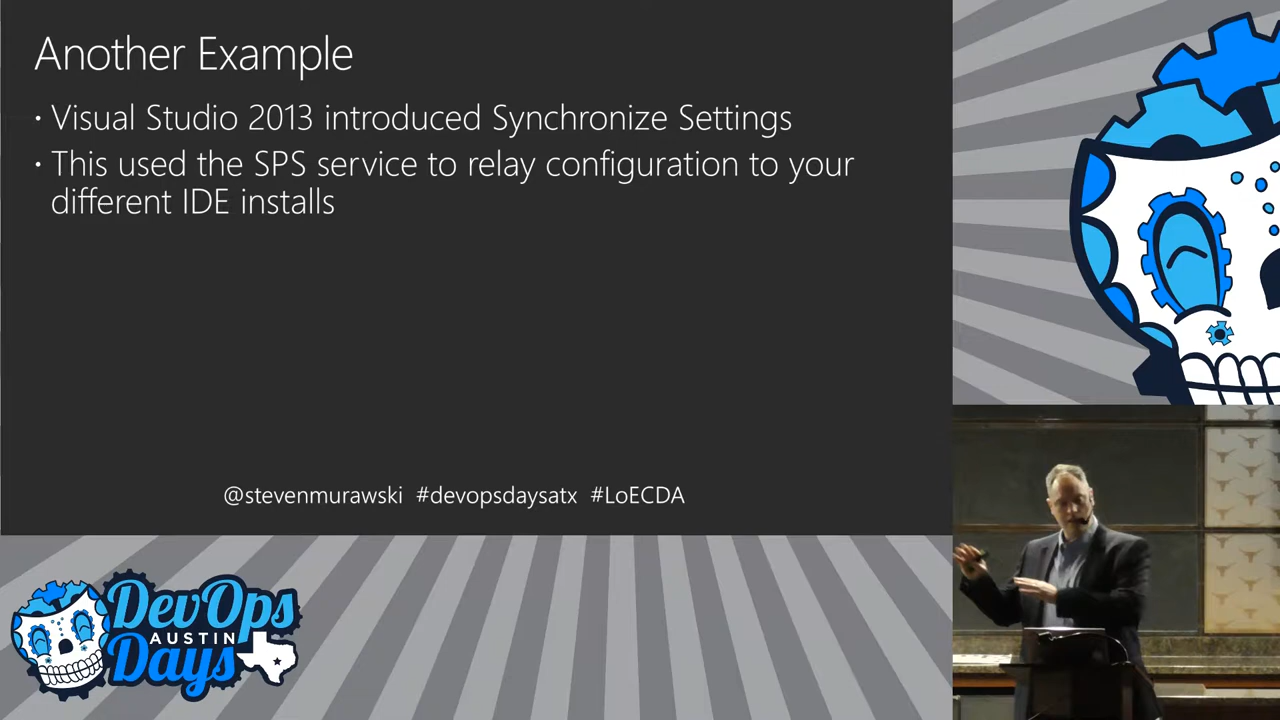 Another Example
• Visual Studio 2013 introduced Synchronize Settings
• This used the SPS service to relay configuration to your
different IDE installs
@stevenmurawski #devopsdaysatx #LoECDA
DevOps
AUSTIN
Days